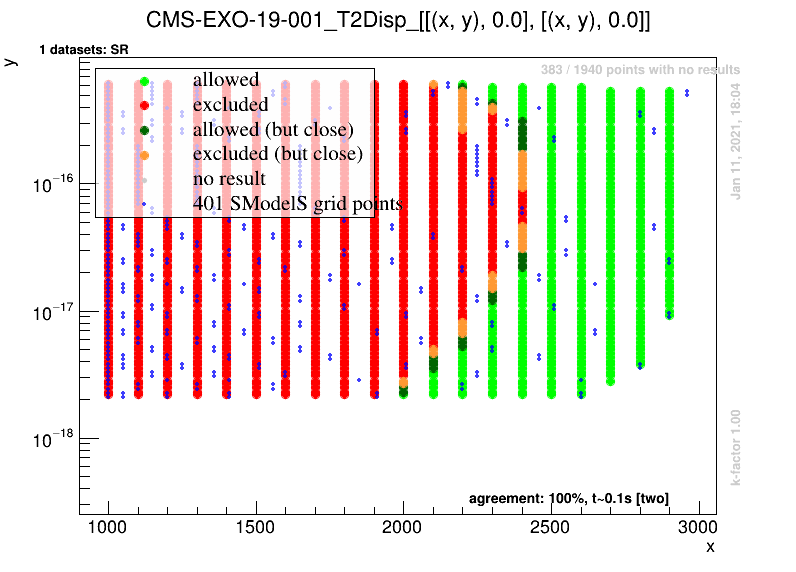 CMS-EXO-19-001_T2Disp_[[(x, y), 0.0], [(x, y), 0.0]]
1 datasets: SR
y
383 / 1940 points with no results
allowed
excluded
allowed (but close)
excluded (but close)
no result
401 SModelS grid points
Jan 11, 2021, 18:04
10⁻¹⁶
10⁻¹⁷
10⁻¹⁸
k-factor 1.00
agreement: 100%, t~0.1s [two]
1000 1500 2000 2500 3000
x